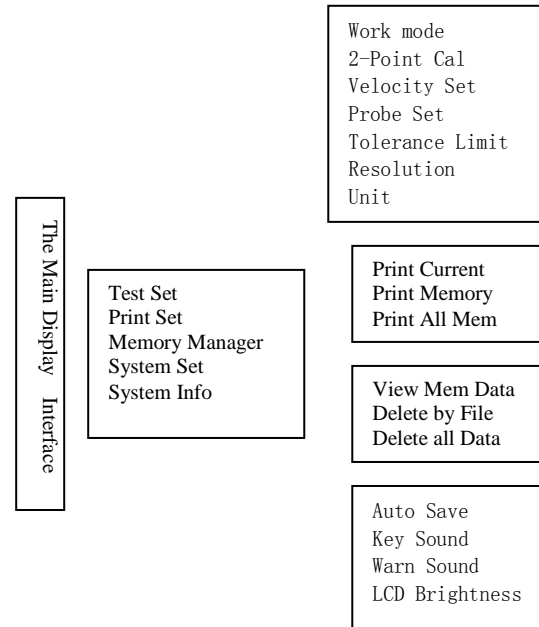 The Main Display Interface
Test Set
Print Set
Memory Manager
System Set
System Info
Work mode
2-Point Cal
Velocity Set
Probe Set
Tolerance Limit
Resolution
Unit
Print Current
Print Memory
Print All Mem
View Mem Data
Delete by File
Delete all Data
Auto Save
Key Sound
Warn Sound
LCD Brightness